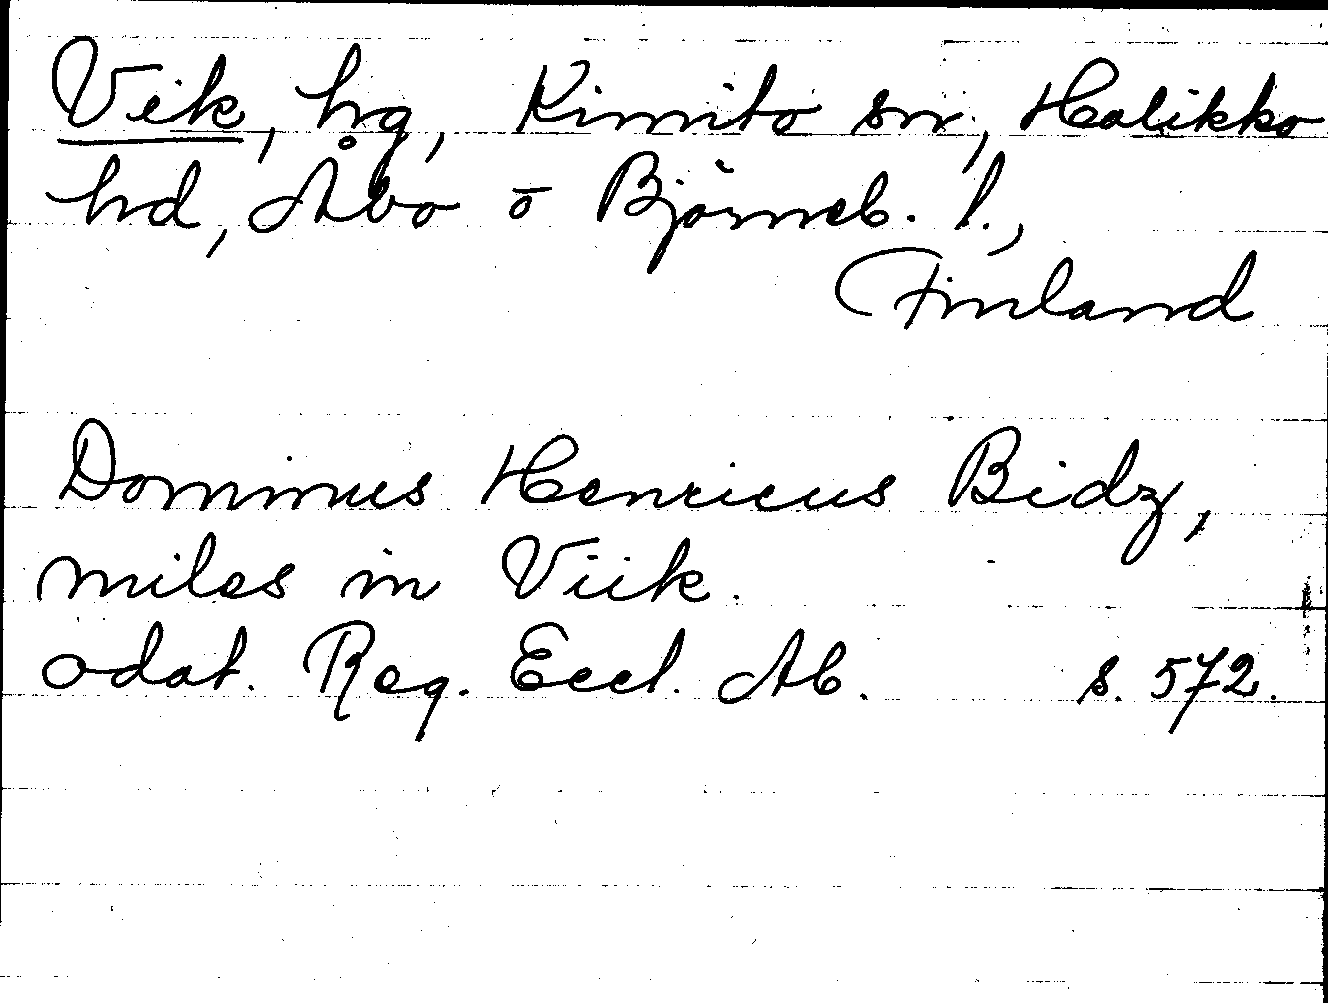 Vik, hg, Kimito sn, Halikko
hd, Åbo o Björneb. l.,
Finland
Dominus Henricus Bidz,
miles in Viik.
odat. Reg. Eccl. Ab. s. 572.